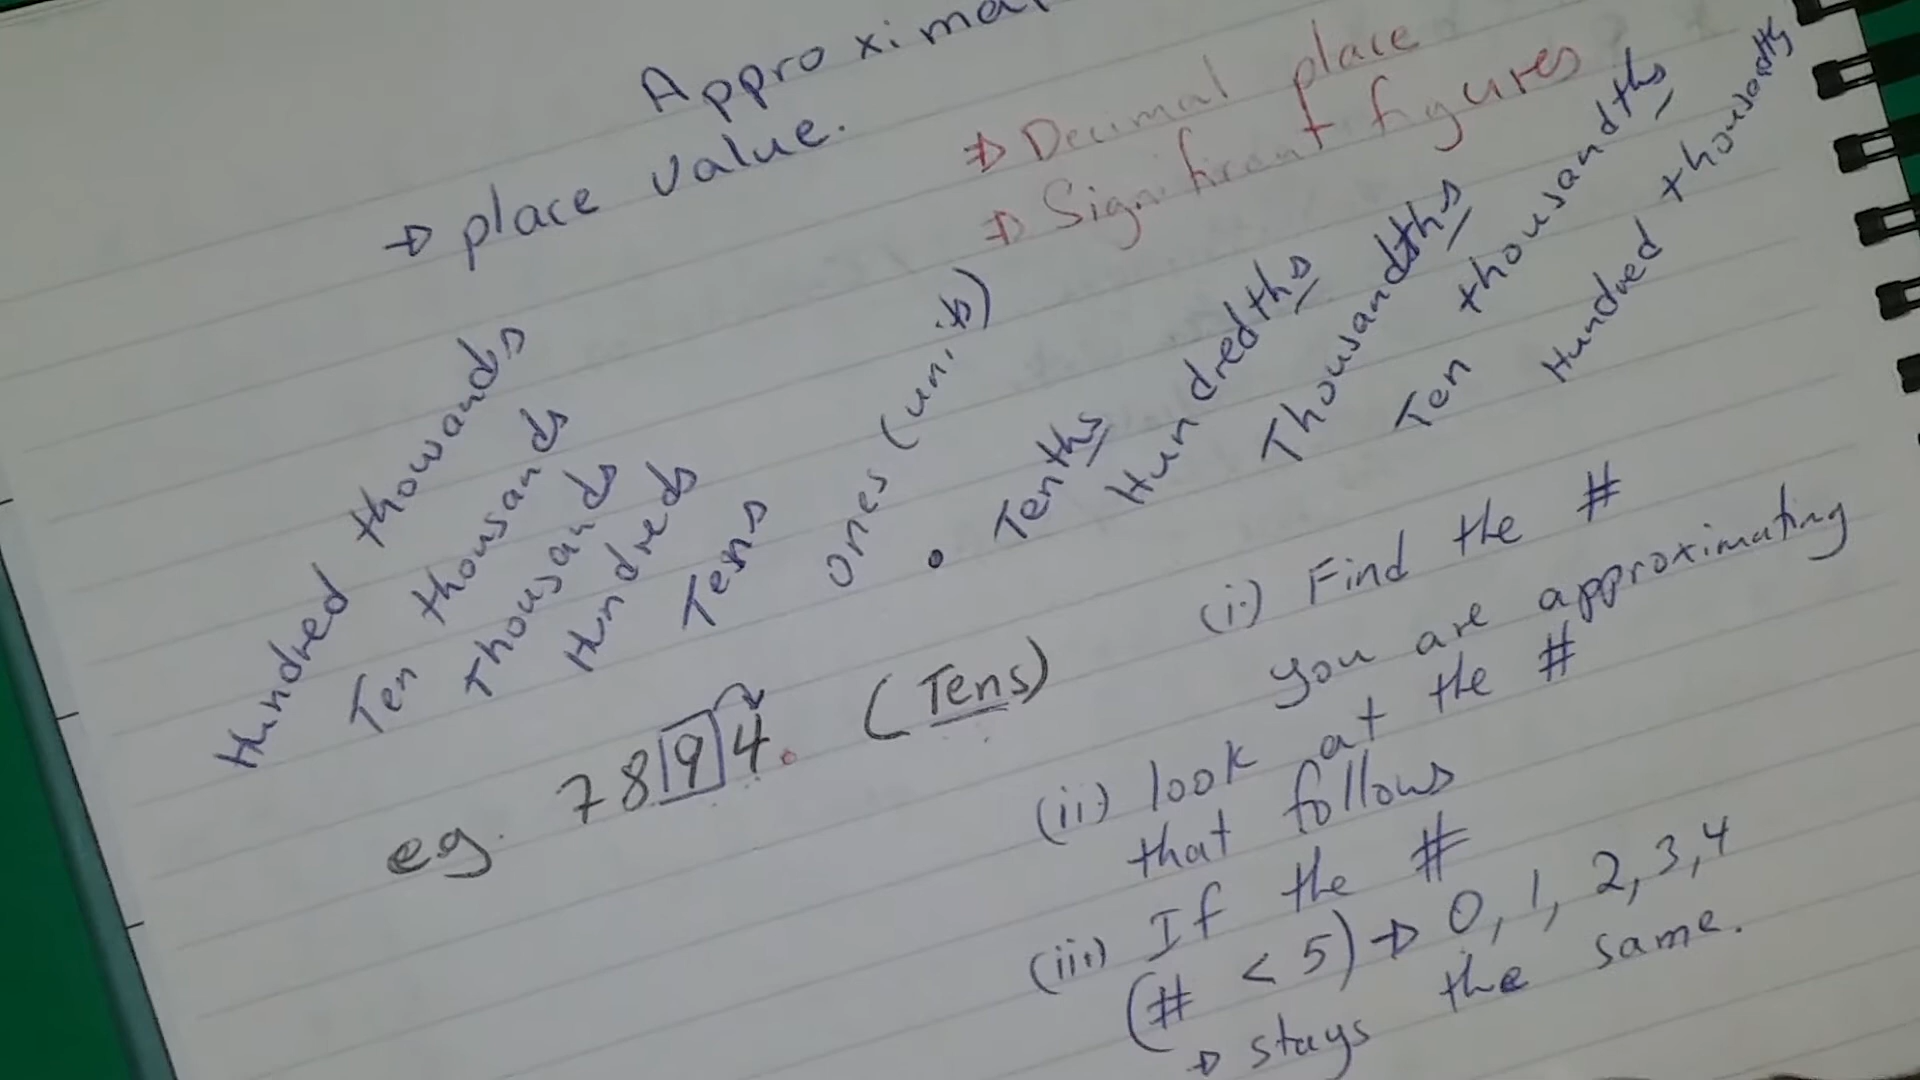 Approxima
→ place value.
→ Decimal place
→ Significant figures
Hundred thousands
Ten thousands
Thousands
Hundreds
Tens
Ones (units)
.
Tenths
Hundredths
Thousandths
Ten thousandths
Hundred thousandths
eg. 7894. (Tens)
(i) Find the #
you are approximating
(ii) look at the #
that follows
(iii) If the #
(# < 5) → 0, 1, 2, 3, 4
→ stays the same.